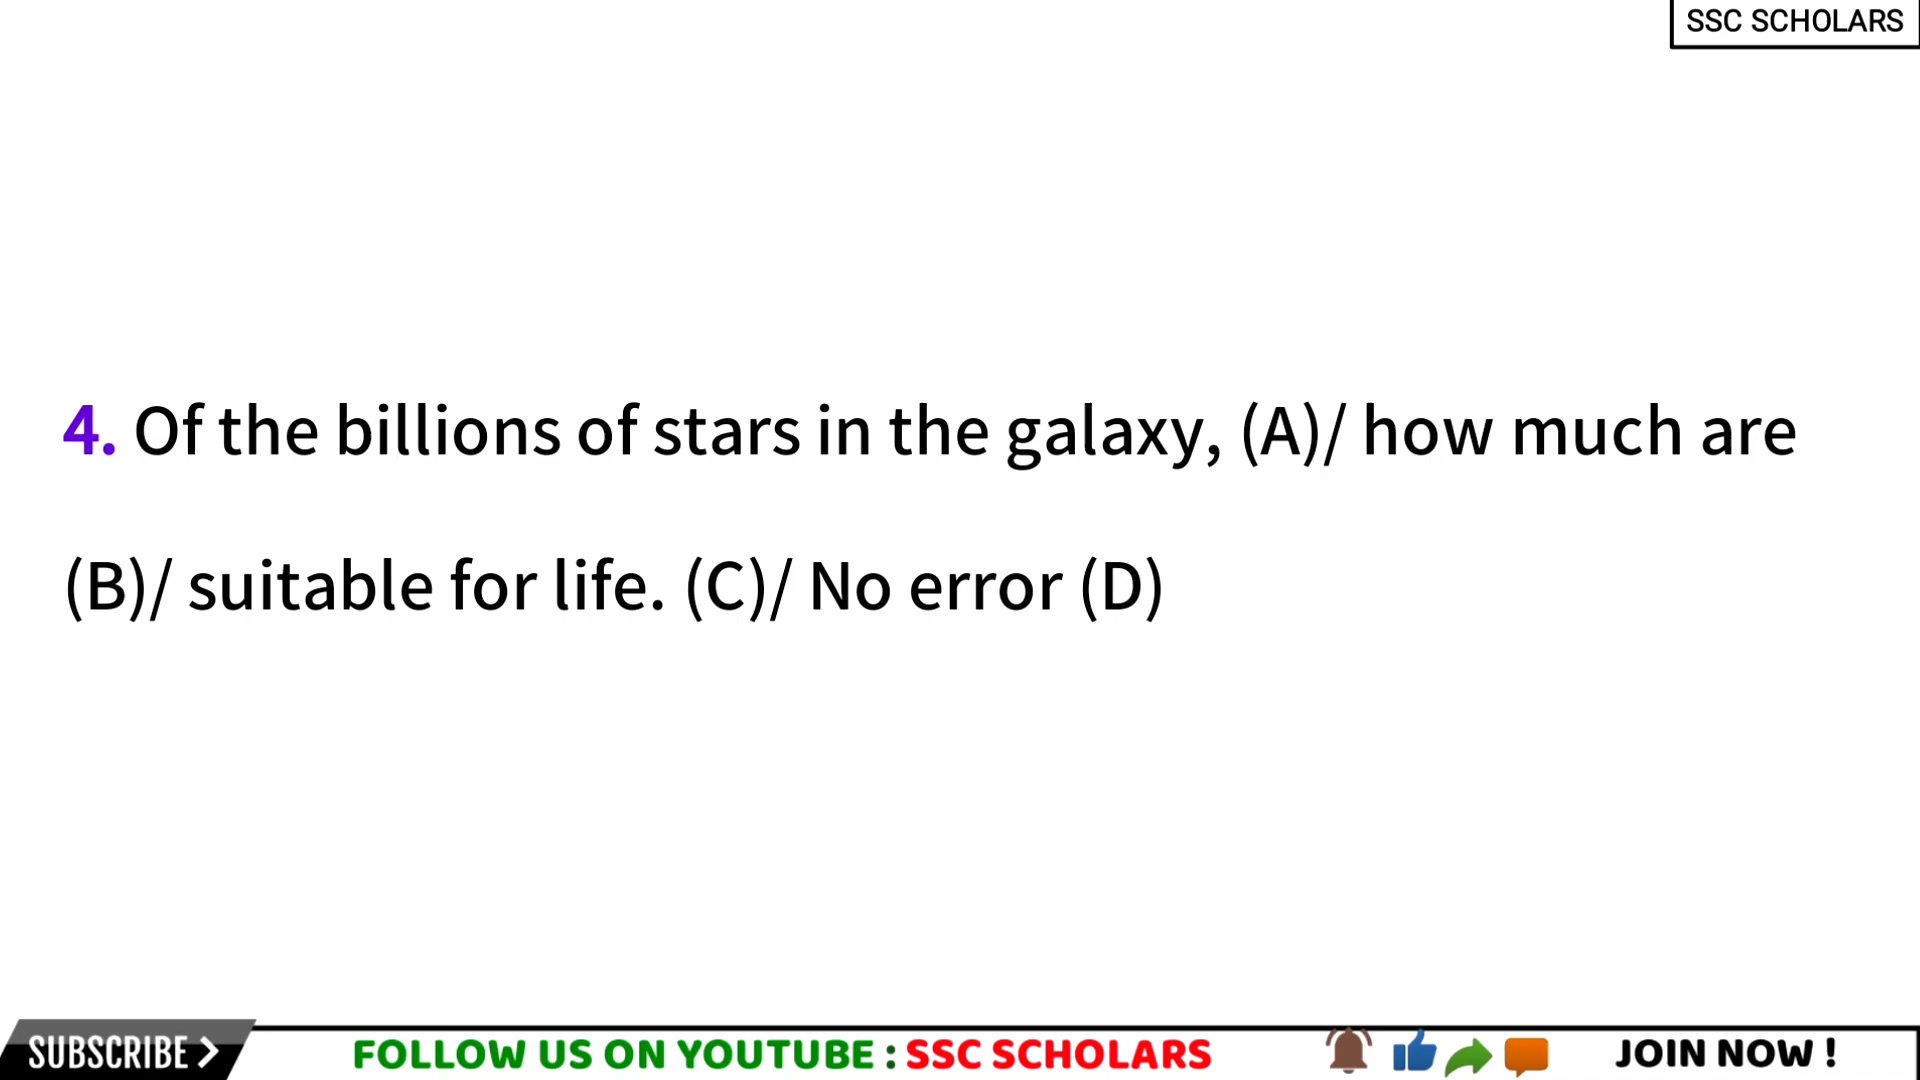 SSC SCHOLARS
4. Of the billions of stars in the galaxy, (A)/ how much are
(B)/ suitable for life. (C)/ No error (D)
SUBSCRIBE FOLLOW US ON YOUTUBE : SSC SCHOLARS JOIN NOW !